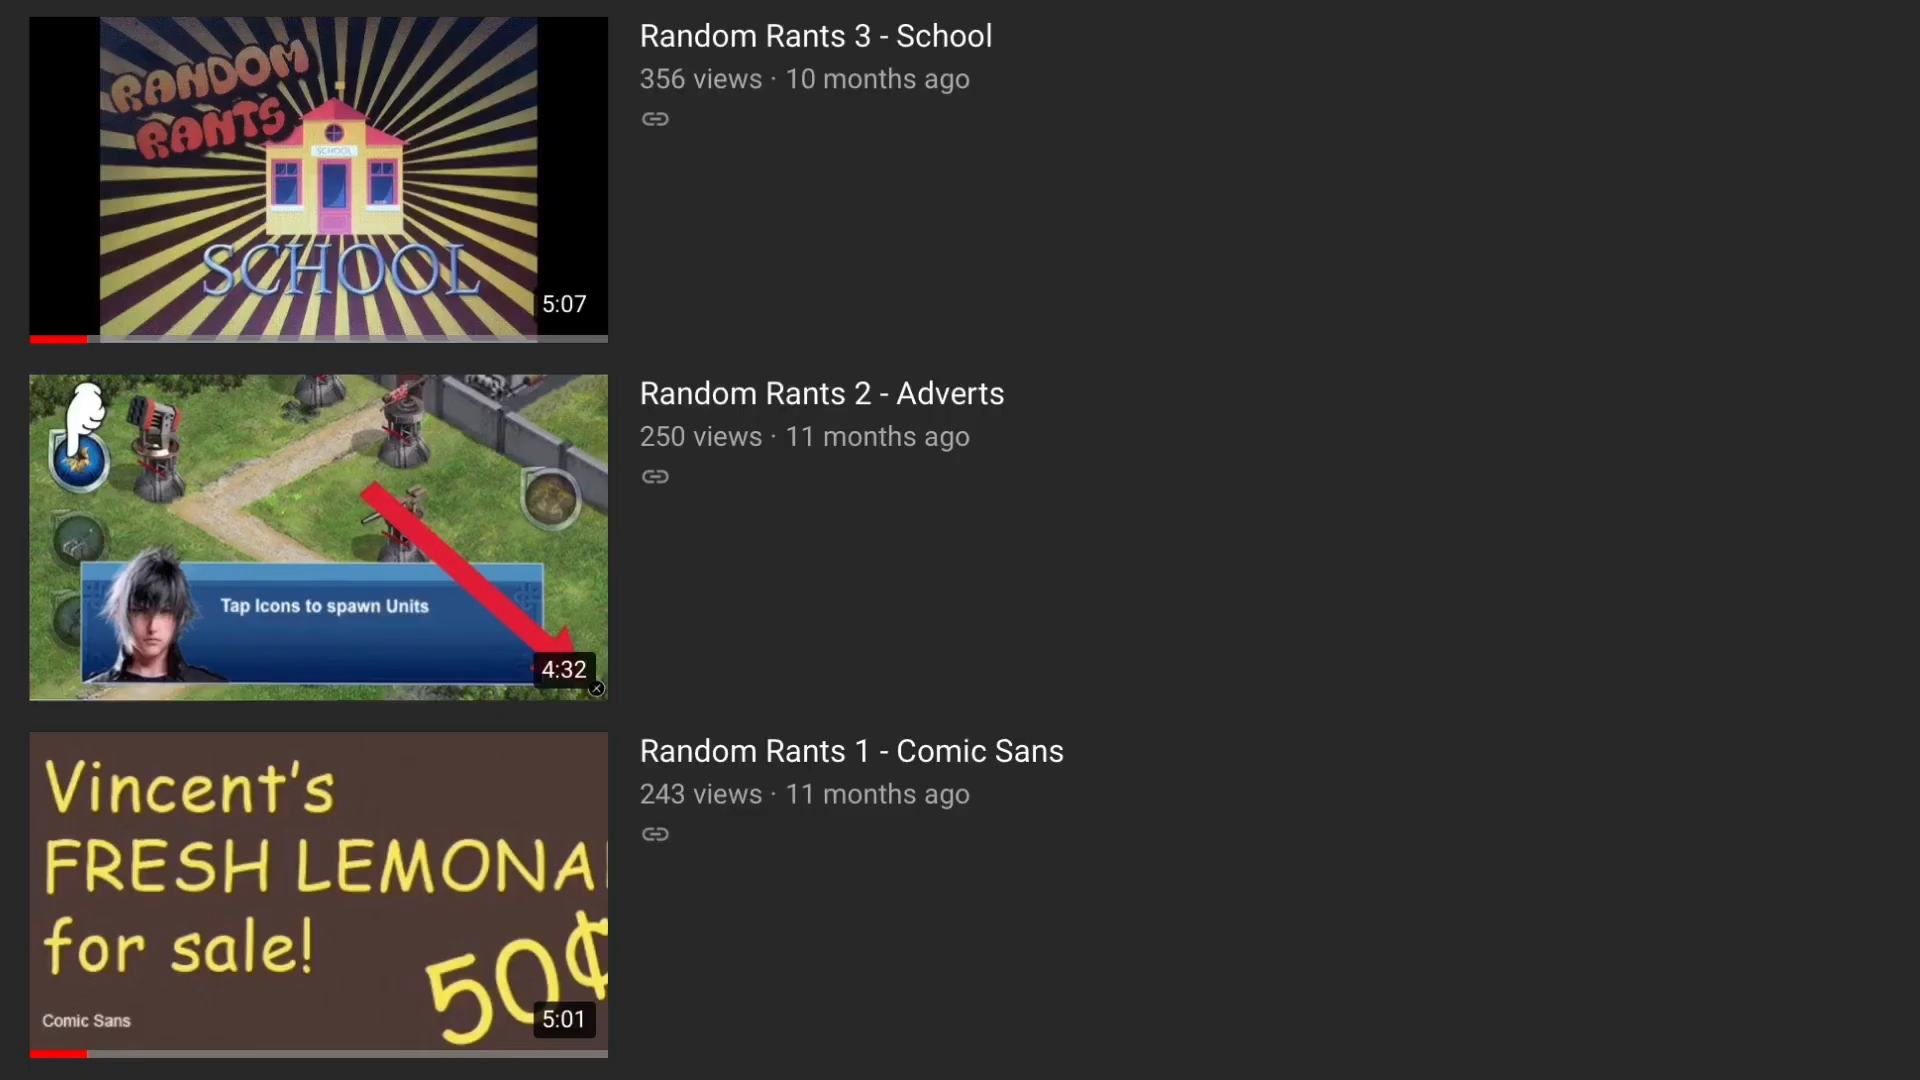 RANDOM
RANTS
SCHOOL
SCHOOL
5:07
Random Rants 3 - School
356 views · 10 months ago
Tap Icons to spawn Units
4:32
Random Rants 2 - Adverts
250 views · 11 months ago
Vincent's
FRESH LEMONA
for sale!
50¢
Comic Sans
5:01
Random Rants 1 - Comic Sans
243 views · 11 months ago